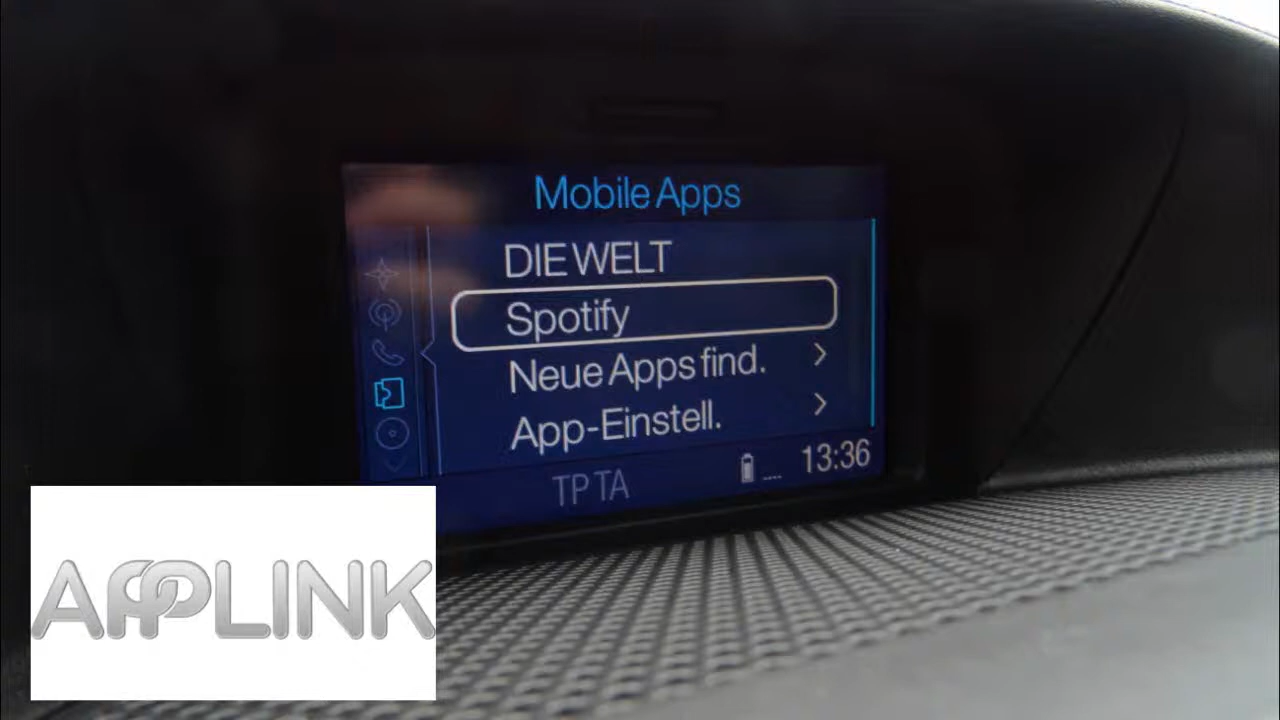 Mobile Apps
DIE WELT
Spotify
Neue Apps find.
App-Einstell.
TP TA
13:36
APPLINK